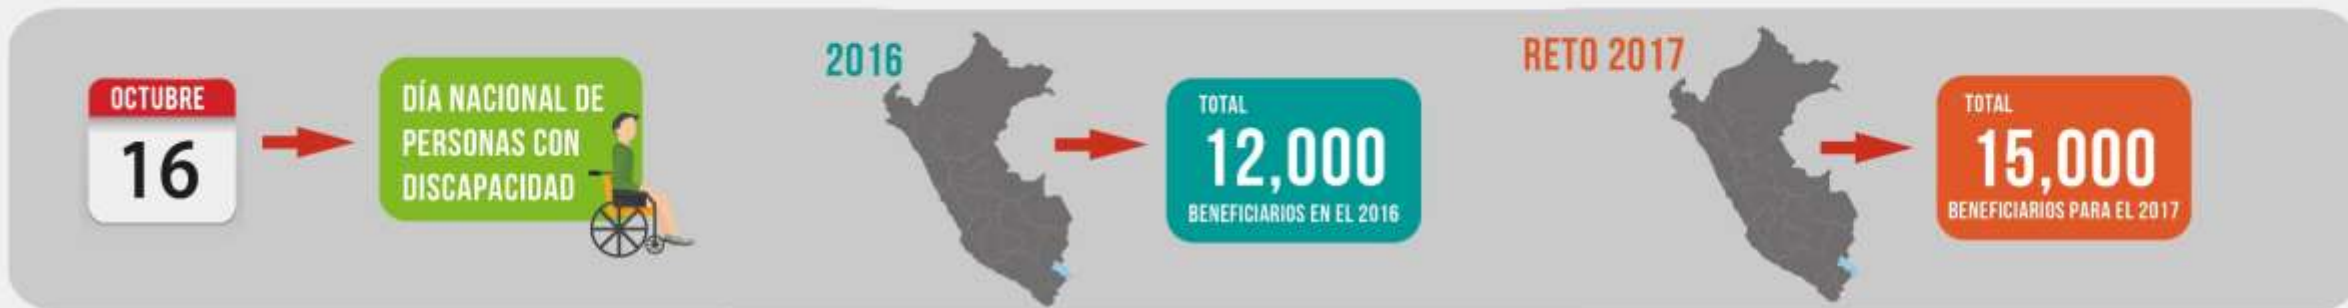 OCTUBRE
16
DÍA NACIONAL DE
PERSONAS CON
DISCAPACIDAD
2016
TOTAL
12,000
BENEFICIARIOS EN EL 2016
RETO 2017
TOTAL
15,000
BENEFICIARIOS PARA EL 2017